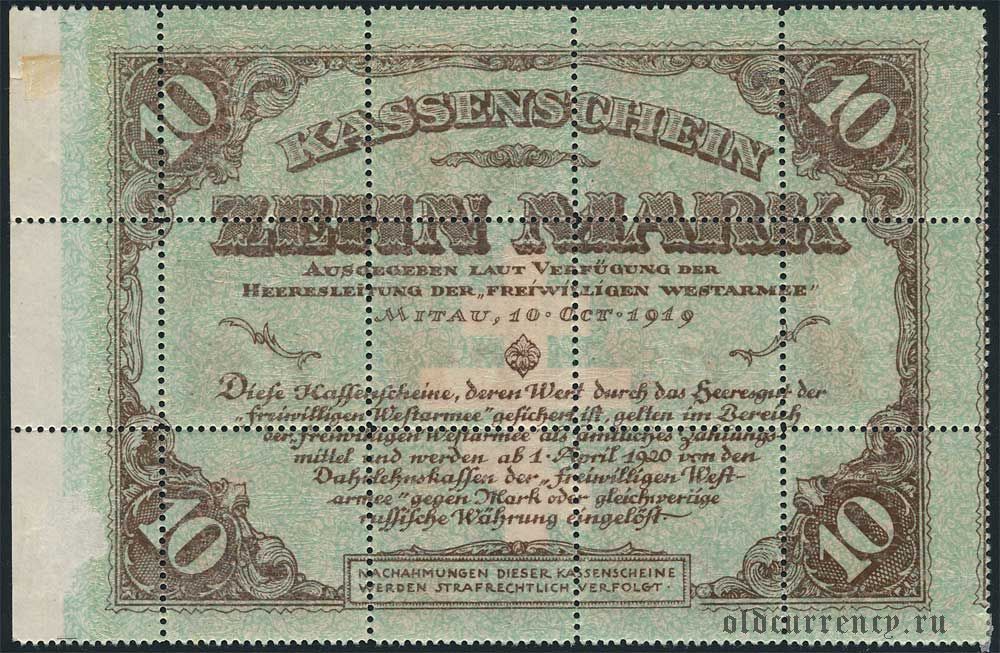 10
10
KASSENSCHEIN
ZEHN MARK
AUSGEGEBEN LAUT VERFÜGUNG DER
HEERESLEITUNG DER „FREIWILLIGEN WESTARMEE”
MITAU, 10 · OCT · 1919
Diese Kassenscheine, deren Wert durch das Heeresgut der
„freiwilligen Westarmee” gesichert ist, gelten im Bereich
der freiwilligen Westarmee als amtliches Zahlungs-
mittel und werden ab 1 · April 1920 von den
Dahrlehnskassen der „freiwilligen West-
armee” gegen Mark oder gleichwertige
russische Währung eingelöst ·
10
10
NACHAHMUNGEN DIESER KASSENSCHEINE
WERDEN STRAFRECHTLICH VERFOLGT ·
oldcurrency.ru